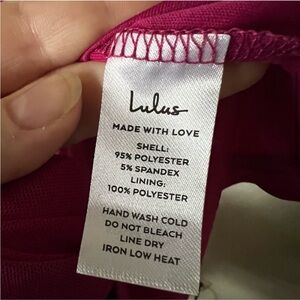 Lulus
MADE WITH LOVE
SHELL:
95% POLYESTER
5% SPANDEX
LINING:
100% POLYESTER
HAND WASH COLD
DO NOT BLEACH
LINE DRY
IRON LOW HEAT